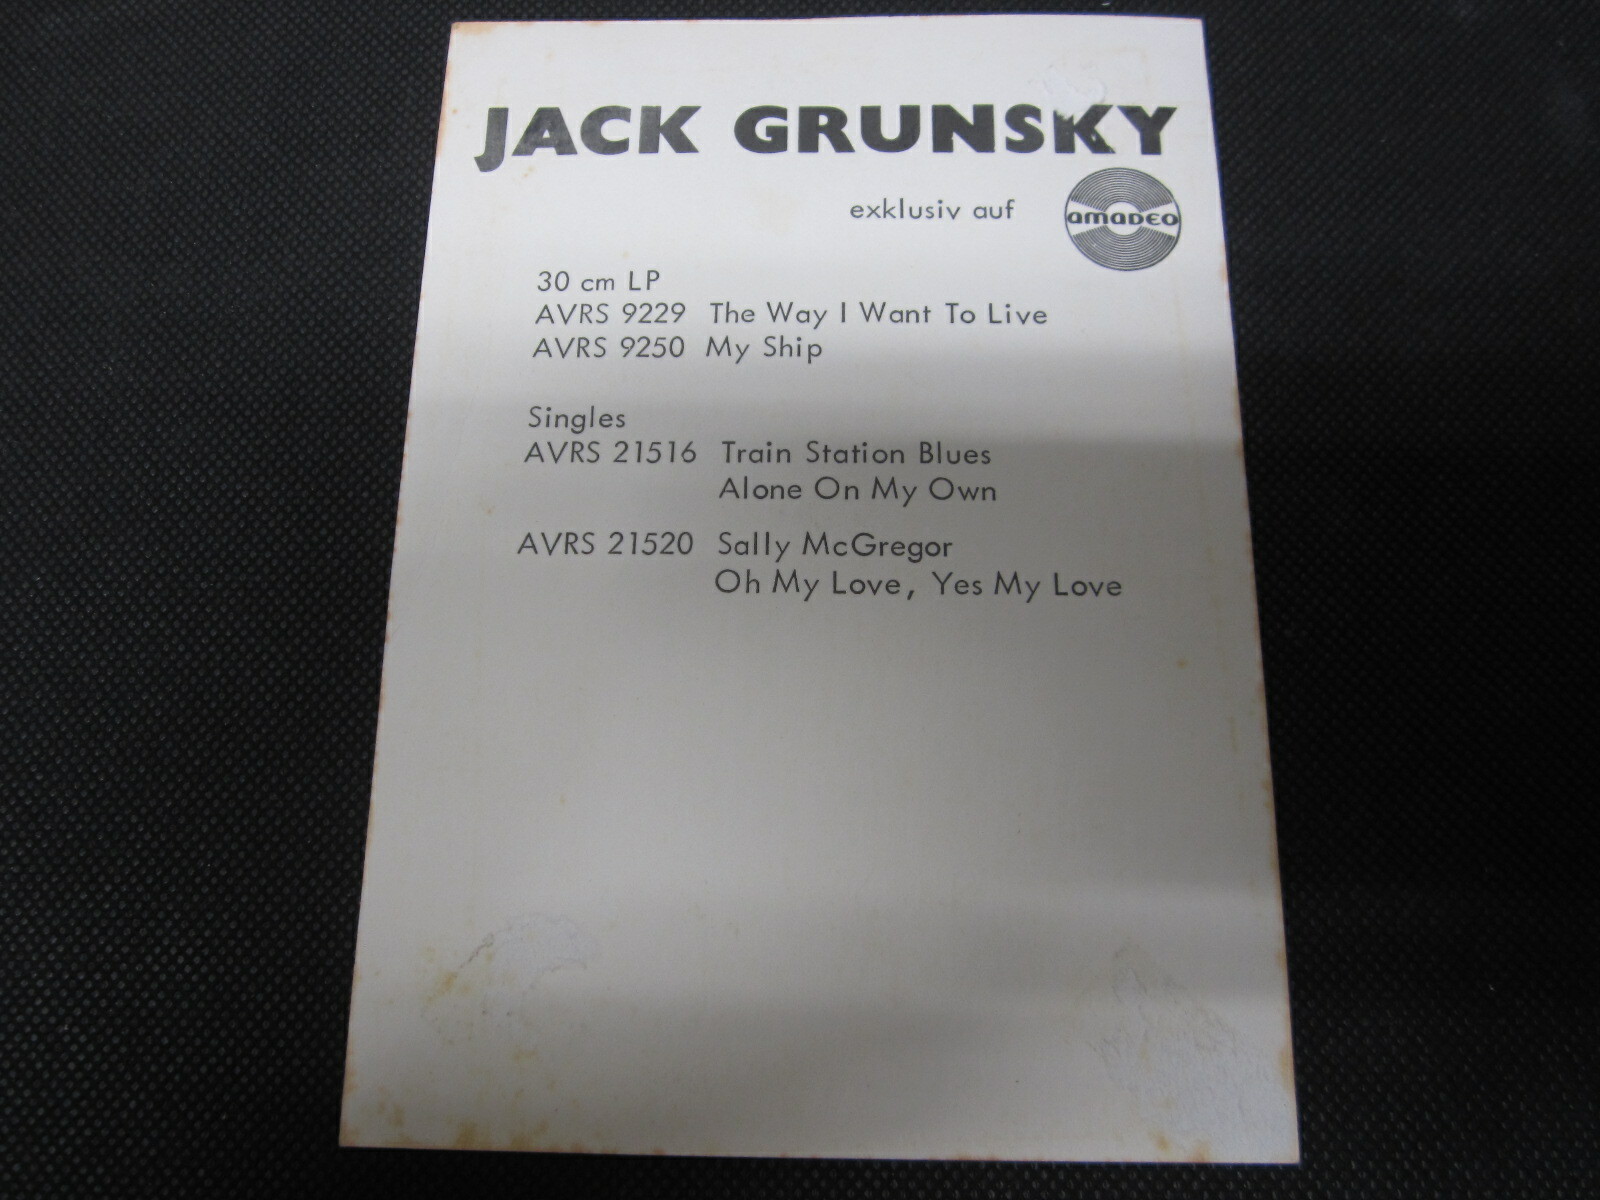 JACK GRUNSKY
exklusiv auf
amadeo
30 cm LP
AVRS 9229 The Way I Want To Live
AVRS 9250 My Ship
Singles
AVRS 21516 Train Station Blues
Alone On My Own
AVRS 21520 Sally McGregor
Oh My Love, Yes My Love